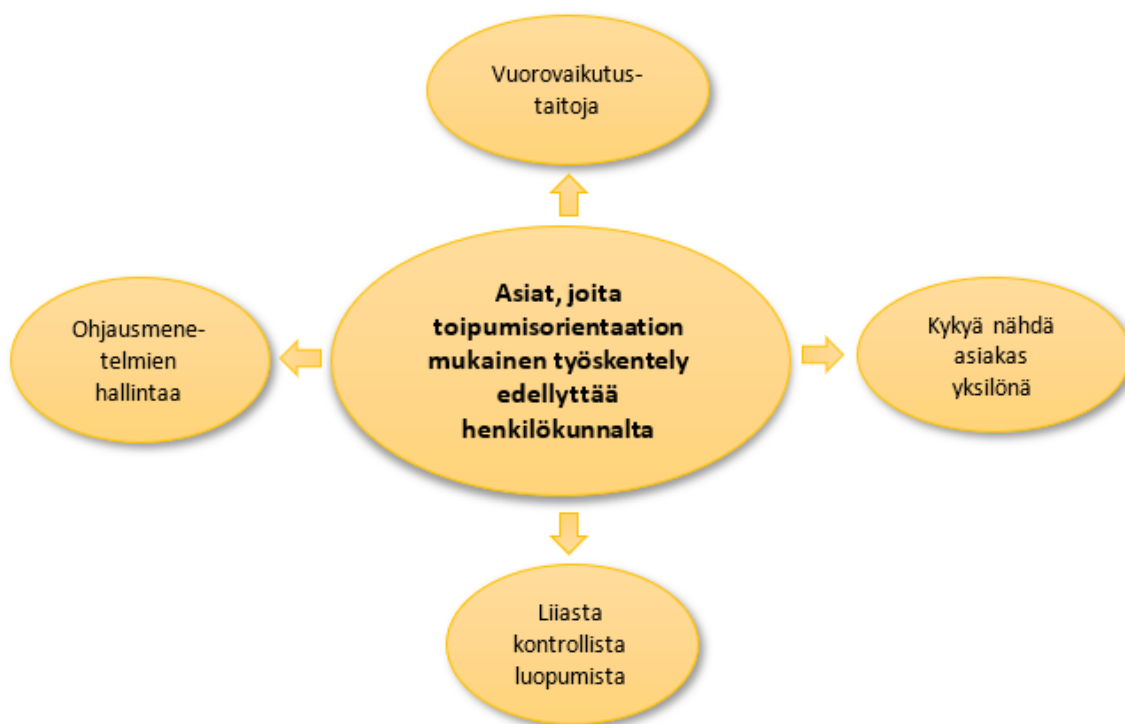 Vuorovaikutus-
taitoja
Asiat, joita
toipumisorientaation
mukainen työskentely
edellyttää
henkilökunnalta
Ohjausmene-
telmien
hallintaa
Kykyä nähdä
asiakas
yksilönä
Liiasta
kontrollista
luopumista